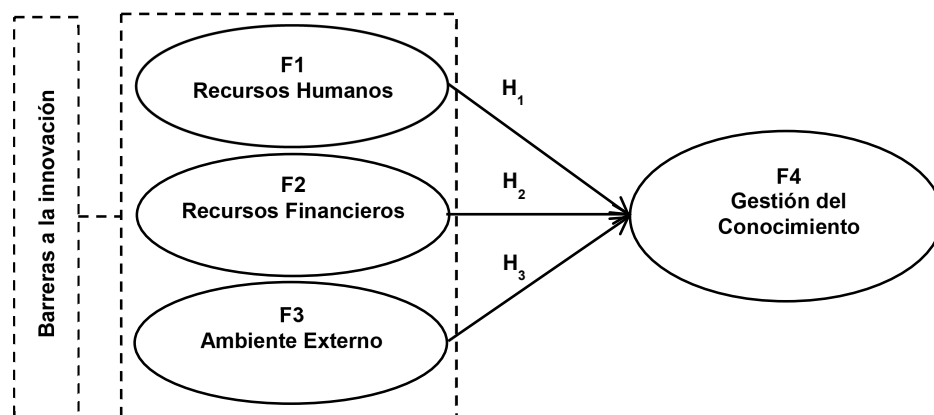 Barreras a la innovación
F1
Recursos Humanos
F2
Recursos Financieros
F3
Ambiente Externo
H1
H2
H3
F4
Gestión del
Conocimiento